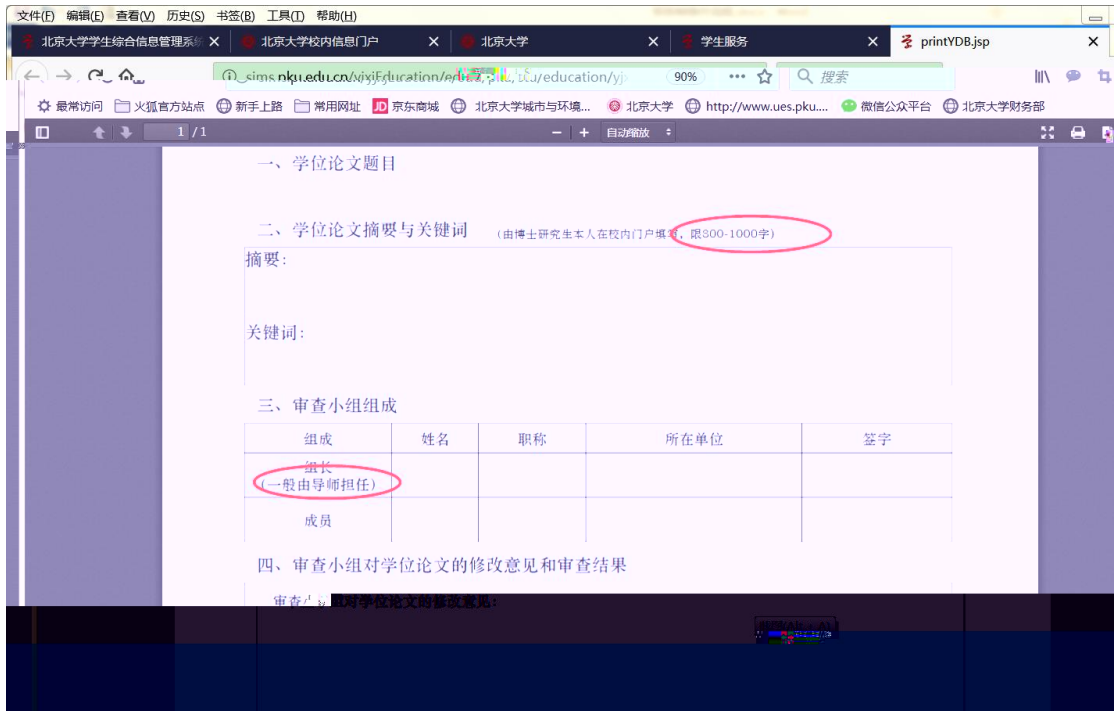 文件(F) 编辑(E) 查看(V) 历史(S) 书签(B) 工具(T) 帮助(H)
北京大学学生综合信息管理系统 北京大学校内信息门户 北京大学 学生服务 printYDB.jsp
90% 搜索
最常访问 火狐官方站点 新手上路 常用网址 JD 京东商城 北京大学城市与环境... 北京大学 http://www.ues.pku.... 微信公众平台 北京大学财务部
1 / 1 自动缩放
一、学位论文题目
二、学位论文摘要与关键词 (由博士研究生本人在校内门户填写，限800-1000字)
摘要:
关键词:
三、审查小组组成
组成 姓名 职称 所在单位 签字
组长
(一般由导师担任)
成员
四、审查小组对学位论文的修改意见和审查结果
审查小组对学位论文的修改意见: